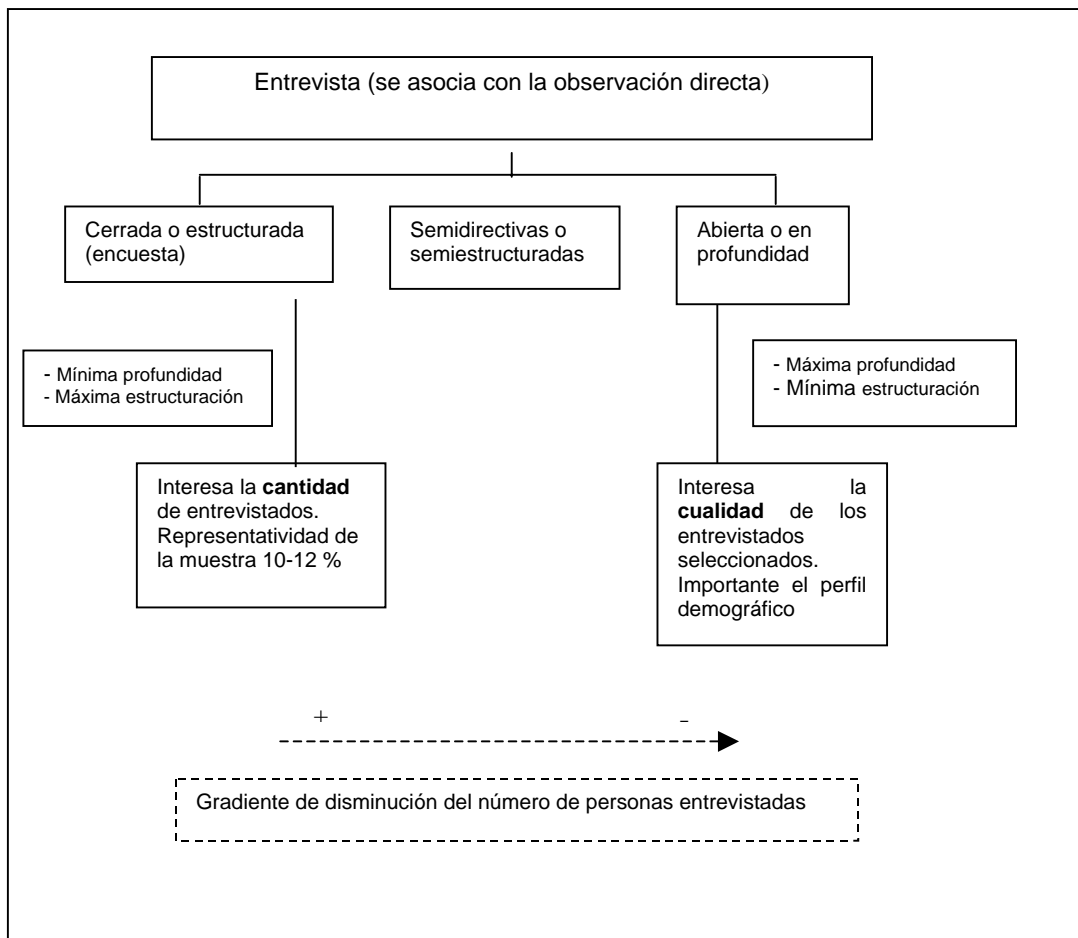 Entrevista (se asocia con la observación directa)
Cerrada o estructurada
(encuesta)
Semidirectivas o
semiestructuradas
Abierta o en
profundidad
- Mínima profundidad
- Máxima estructuración
- Máxima profundidad
- Mínima estructuración
Interesa la cantidad
de entrevistados.
Representatividad de
la muestra 10-12 %
Interesa la
cualidad de los
entrevistados
seleccionados.
Importante el perfil
demográfico
+
-
Gradiente de disminución del número de personas entrevistadas